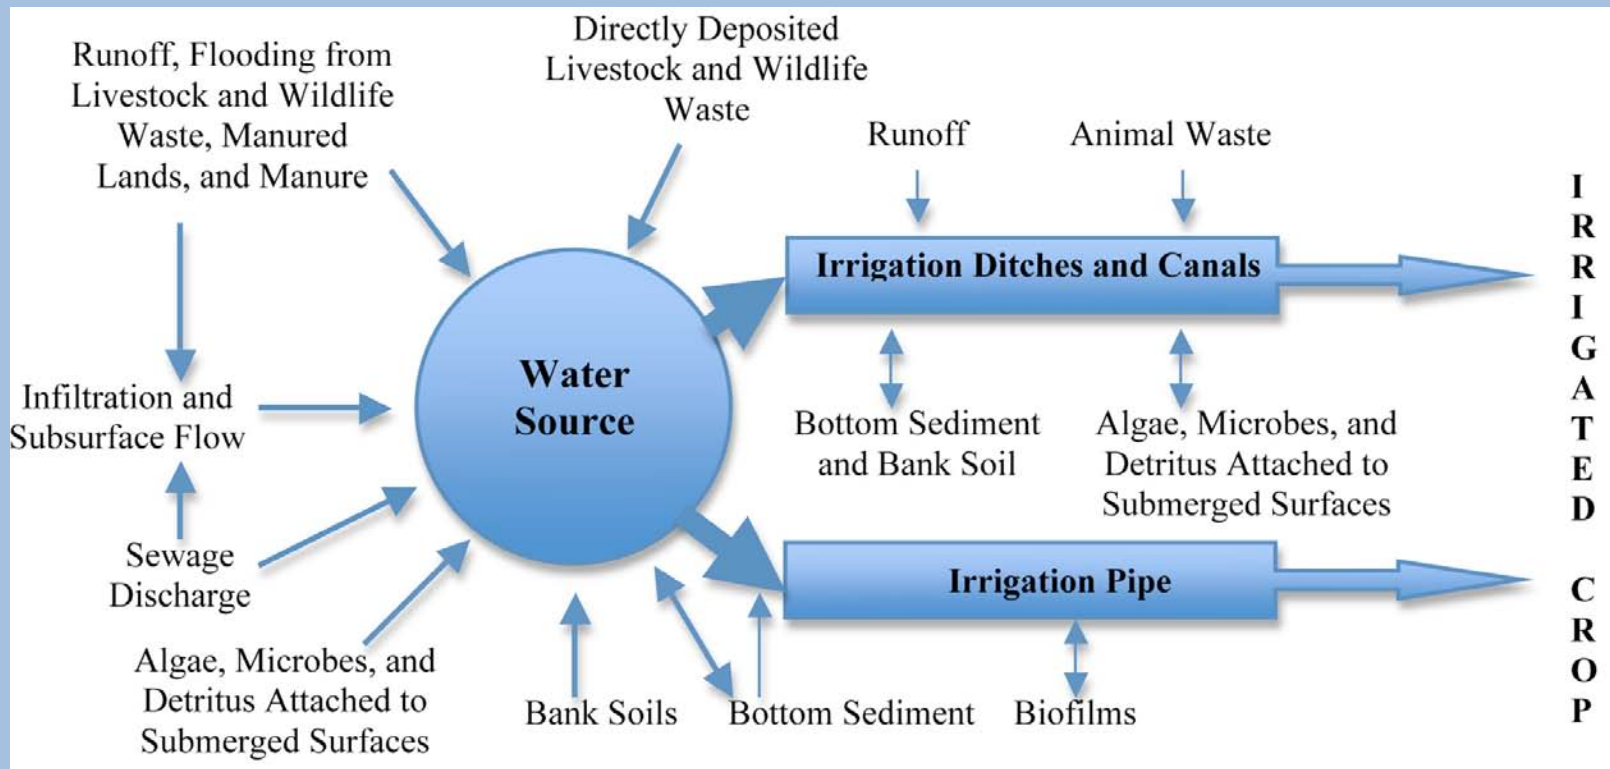 Runoff, Flooding from
Livestock and Wildlife
Waste, Manured
Lands, and Manure
Directly Deposited
Livestock and Wildlife
Waste
Runoff
Animal Waste
Irrigation Ditches and Canals
Water
Source
Infiltration and
Subsurface Flow
Bottom Sediment
and Bank Soil
Algae, Microbes, and
Detritus Attached to
Submerged Surfaces
Sewage
Discharge
Irrigation Pipe
Algae, Microbes, and
Detritus Attached to
Submerged Surfaces
Bank Soils
Bottom Sediment
Biofilms
IRRIGATED CROP